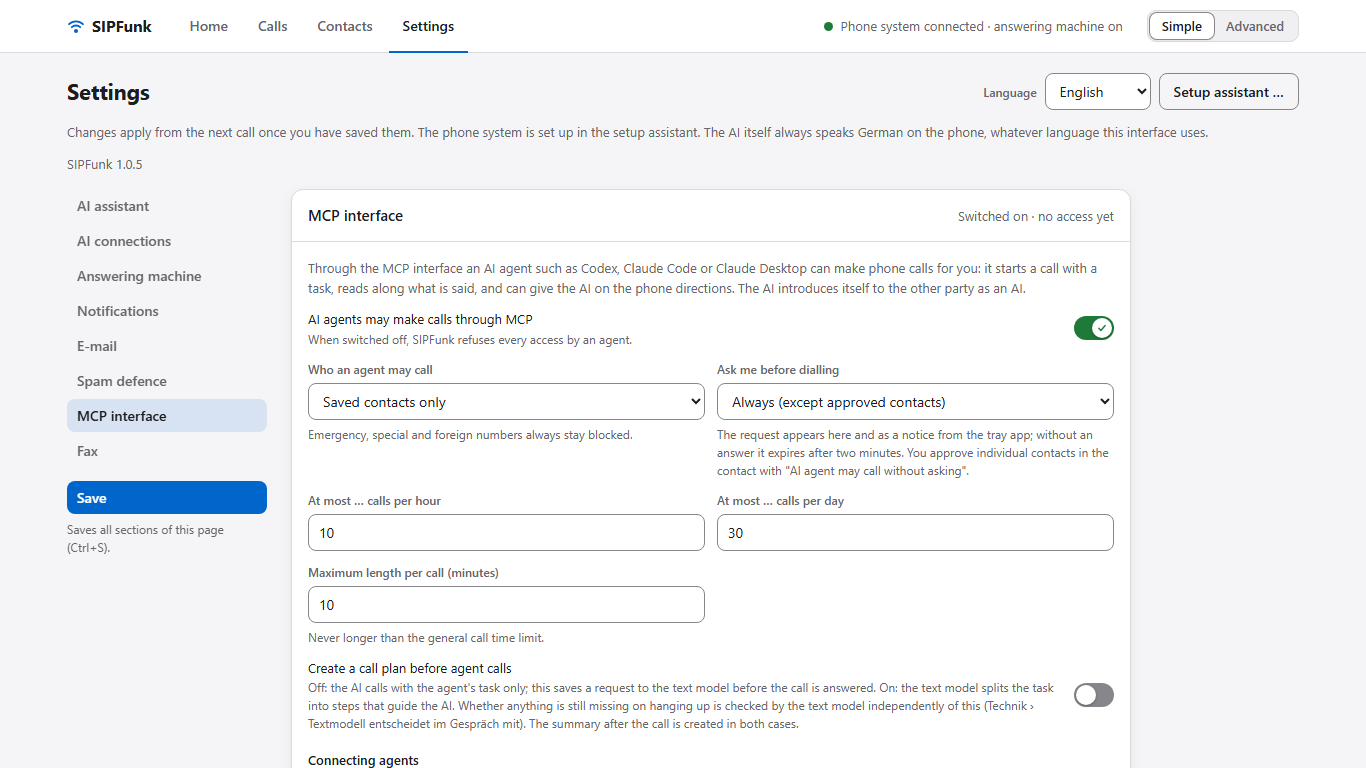 SIPFunk
Home
Calls
Contacts
Settings
Phone system connected · answering machine on
Simple
Advanced
Settings
Language
English
Setup assistant ...
Changes apply from the next call once you have saved them. The phone system is set up in the setup assistant. The AI itself always speaks German on the phone, whatever language this interface uses.
SIPFunk 1.0.5
AI assistant
AI connections
Answering machine
Notifications
E-mail
Spam defence
MCP interface
Fax
Save
Saves all sections of this page
(Ctrl+S).
MCP interface
Switched on · no access yet
Through the MCP interface an AI agent such as Codex, Claude Code or Claude Desktop can make phone calls for you: it starts a call with a
task, reads along what is said, and can give the AI on the phone directions. The AI introduces itself to the other party as an AI.
AI agents may make calls through MCP
When switched off, SIPFunk refuses every access by an agent.
Who an agent may call
Saved contacts only
Emergency, special and foreign numbers always stay blocked.
Ask me before dialling
Always (except approved contacts)
The request appears here and as a notice from the tray app; without an
answer it expires after two minutes. You approve individual contacts in the
contact with "AI agent may call without asking".
At most ... calls per hour
10
At most ... calls per day
30
Maximum length per call (minutes)
10
Never longer than the general call time limit.
Create a call plan before agent calls
Off: the AI calls with the agent's task only; this saves a request to the text model before the call is answered. On: the text model splits the task
into steps that guide the AI. Whether anything is still missing on hanging up is checked by the text model independently of this (Technik ›
Textmodell entscheidet im Gespräch mit). The summary after the call is created in both cases.
Connecting agents